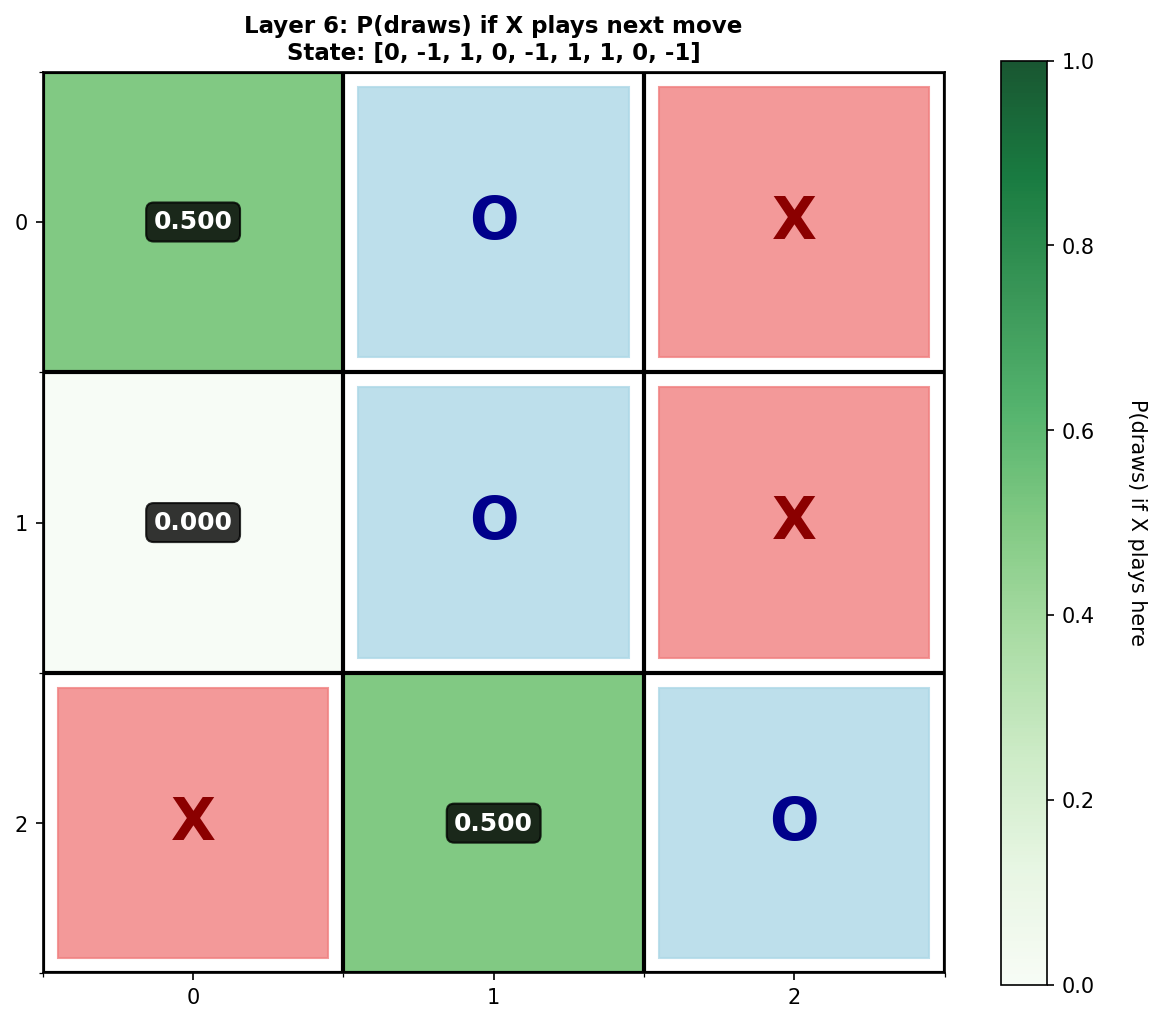 Layer 6: P(draws) if X plays next move
State: [0, -1, 1, 0, -1, 1, 1, 0, -1]
0.500
O
X
0
0.000
O
X
1
X
0.500
O
2
0
1
2
1.0
0.8
0.6
0.4
0.2
0.0
P(draws) if X plays here